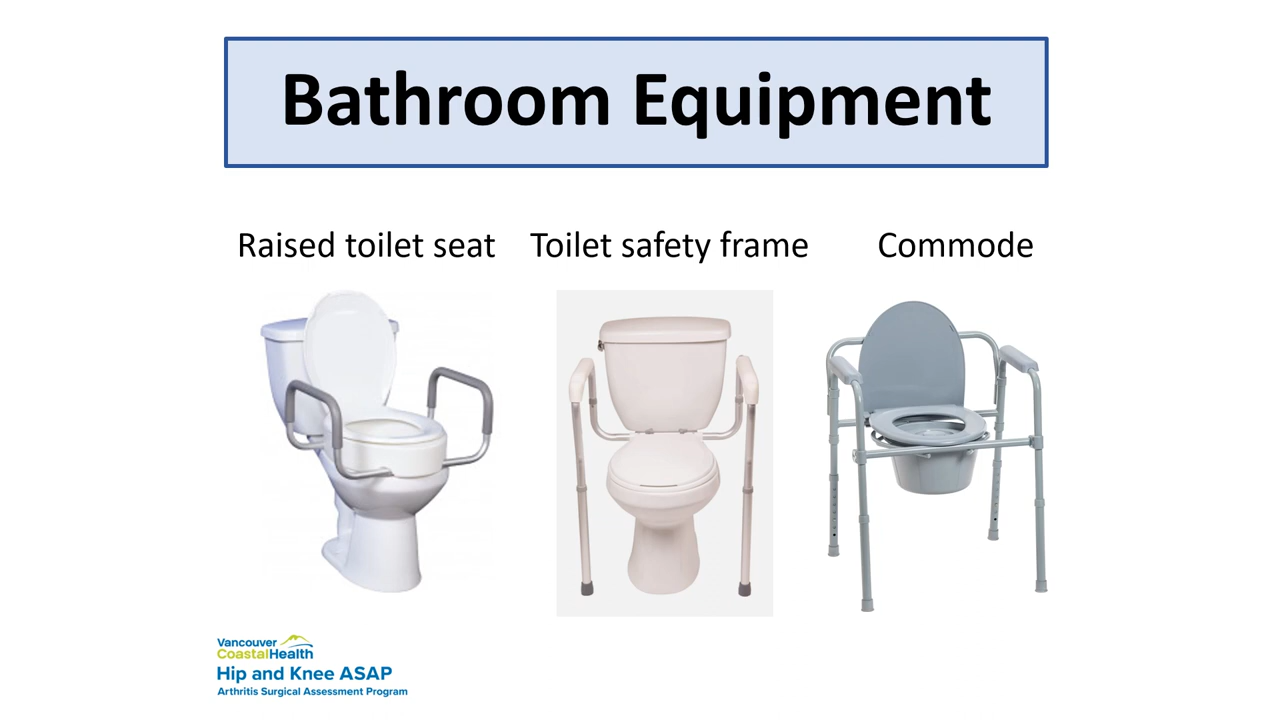 Bathroom Equipment
Raised toilet seat
Toilet safety frame
Commode
Vancouver
CoastalHealth
Hip and Knee ASAP
Arthritis Surgical Assessment Program